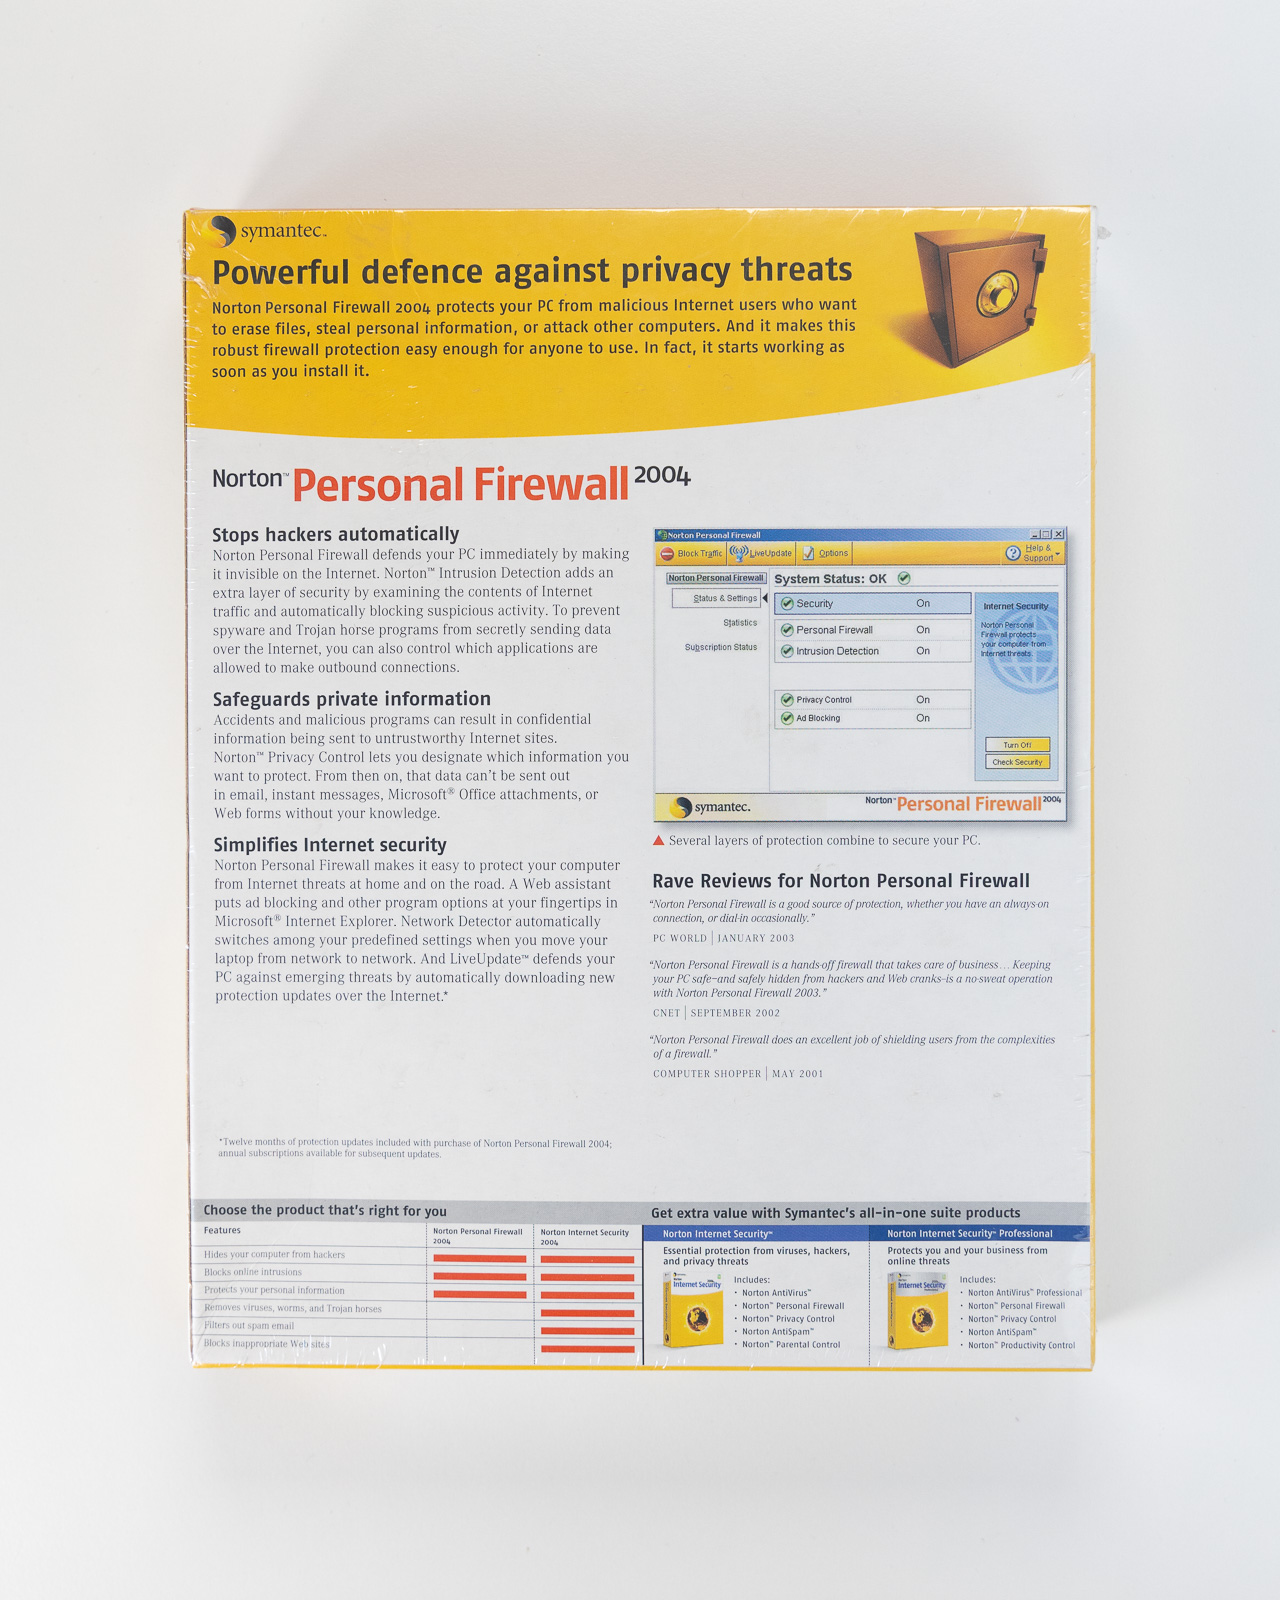 symantec™
Powerful defence against privacy threats
Norton Personal Firewall 2004 protects your PC from malicious Internet users who want
to erase files, steal personal information, or attack other computers. And it makes this
robust firewall protection easy enough for anyone to use. In fact, it starts working as
soon as you install it.
Norton™ Personal Firewall 2004
Stops hackers automatically
Norton Personal Firewall defends your PC immediately by making
it invisible on the Internet. Norton™ Intrusion Detection adds an
extra layer of security by examining the contents of Internet
traffic and automatically blocking suspicious activity. To prevent
spyware and Trojan horse programs from secretly sending data
over the Internet, you can also control which applications are
allowed to make outbound connections.
Safeguards private information
Accidents and malicious programs can result in confidential
information being sent to untrustworthy Internet sites.
Norton™ Privacy Control lets you designate which information you
want to protect. From then on, that data can't be sent out
in email, instant messages, Microsoft® Office attachments, or
Web forms without your knowledge.
Simplifies Internet security
Norton Personal Firewall makes it easy to protect your computer
from Internet threats at home and on the road. A Web assistant
puts ad blocking and other program options at your fingertips in
Microsoft® Internet Explorer. Network Detector automatically
switches among your predefined settings when you move your
laptop from network to network. And LiveUpdate™ defends your
PC against emerging threats by automatically downloading new
protection updates over the Internet.*
*Twelve months of protection updates included with purchase of Norton Personal Firewall 2004;
annual subscriptions available for subsequent updates.
Norton Personal Firewall
Block Traffic LiveUpdate Options Help &
Support
Norton Personal Firewall
Status & Settings
Statistics
Subscription Status
System Status: OK
Security On
Personal Firewall On
Intrusion Detection On
Privacy Control On
Ad Blocking On
Internet Security
Norton Personal
Firewall protects
your computer from
Internet threats.
Turn Off
Check Security
symantec.
Norton™ Personal Firewall 2004
Several layers of protection combine to secure your PC.
Rave Reviews for Norton Personal Firewall
“Norton Personal Firewall is a good source of protection, whether you have an always-on
connection, or dial-in occasionally.”
PC WORLD | JANUARY 2003
“Norton Personal Firewall is a hands-off firewall that takes care of business… Keeping
your PC safe–and safely hidden from hackers and Web cranks–is a no-sweat operation
with Norton Personal Firewall 2003.”
CNET | SEPTEMBER 2002
“Norton Personal Firewall does an excellent job of shielding users from the complexities
of a firewall.”
COMPUTER SHOPPER | MAY 2001
Choose the product that's right for you
Features Norton Personal Firewall 2004 Norton Internet Security 2004
Hides your computer from hackers
Blocks online intrusions
Protects your personal information
Removes viruses, worms, and Trojan horses
Filters out spam email
Blocks inappropriate Web sites
Get extra value with Symantec's all-in-one suite products
Norton Internet Security™
Essential protection from viruses, hackers,
and privacy threats
Internet Security
Includes:
· Norton AntiVirus™
· Norton™ Personal Firewall
· Norton™ Privacy Control
· Norton AntiSpam™
· Norton™ Parental Control
Norton Internet Security™ Professional
Protects you and your business from
online threats
Internet Security
Includes:
· Norton AntiVirus™ Professional
· Norton™ Personal Firewall
· Norton™ Privacy Control
· Norton AntiSpam™
· Norton™ Productivity Control